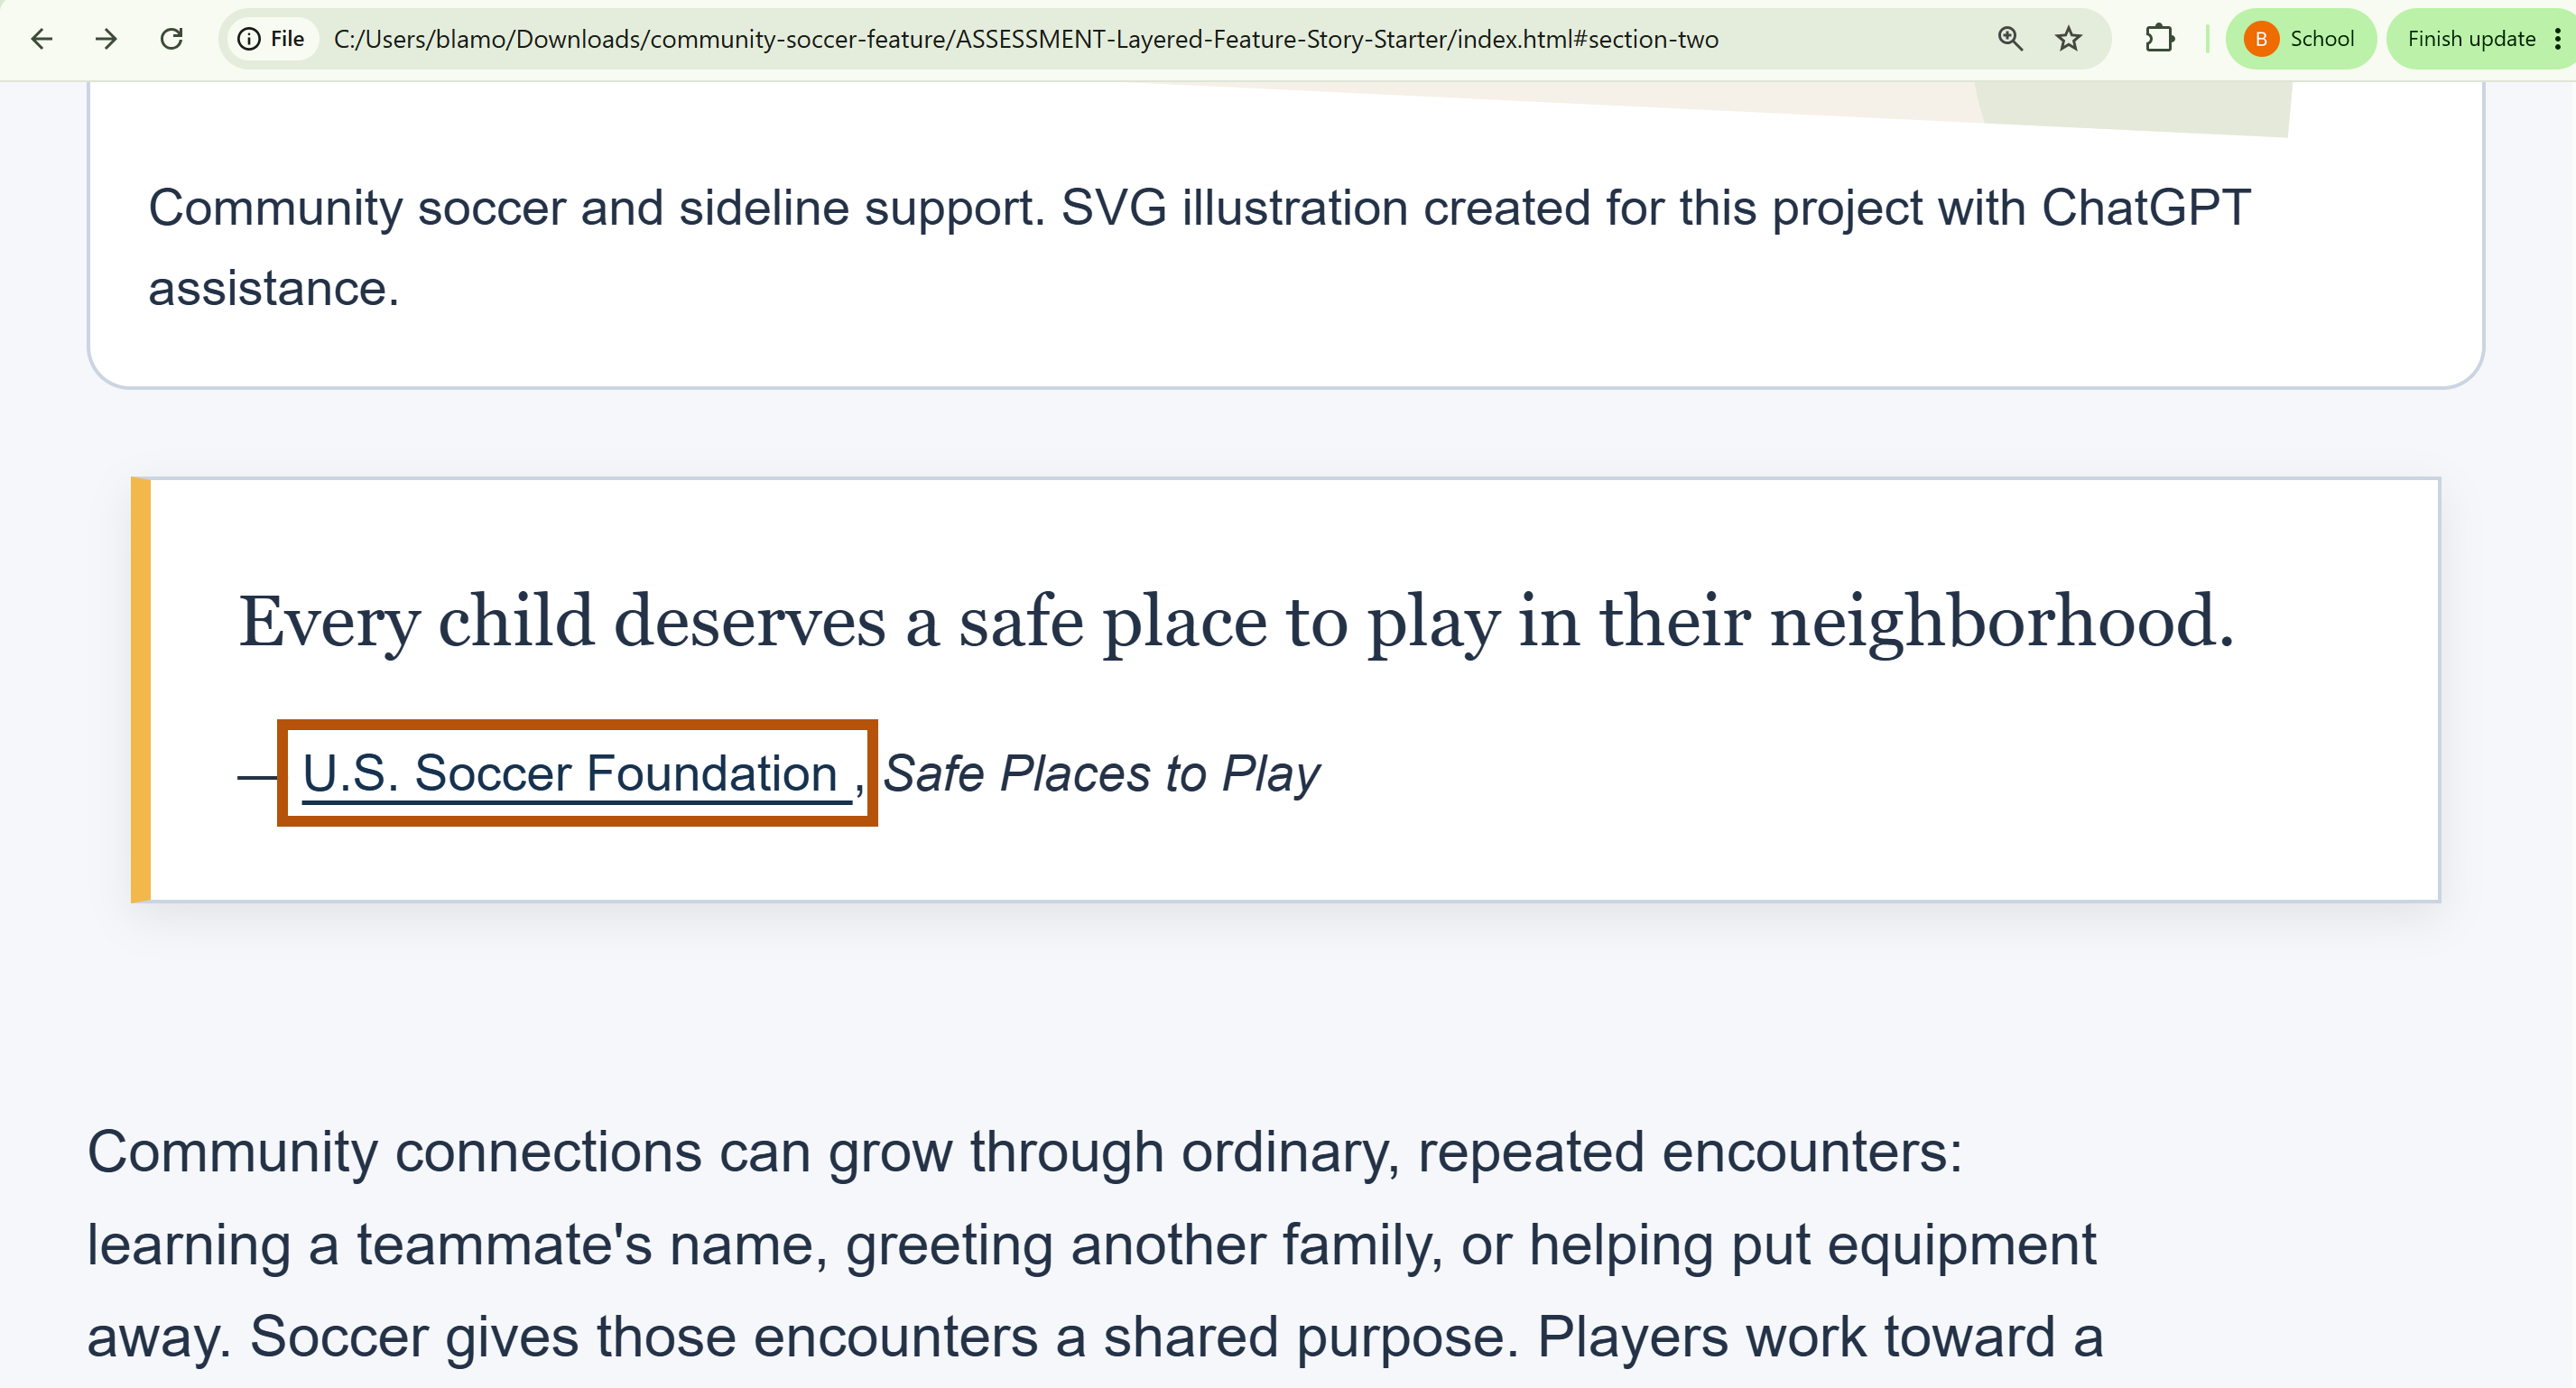 File
C:/Users/blamo/Downloads/community-soccer-feature/ASSESSMENT-Layered-Feature-Story-Starter/index.html#section-two
B School
Finish update
Community soccer and sideline support. SVG illustration created for this project with ChatGPT
assistance.
Every child deserves a safe place to play in their neighborhood.
— U.S. Soccer Foundation , Safe Places to Play
Community connections can grow through ordinary, repeated encounters:
learning a teammate's name, greeting another family, or helping put equipment
away. Soccer gives those encounters a shared purpose. Players work toward a